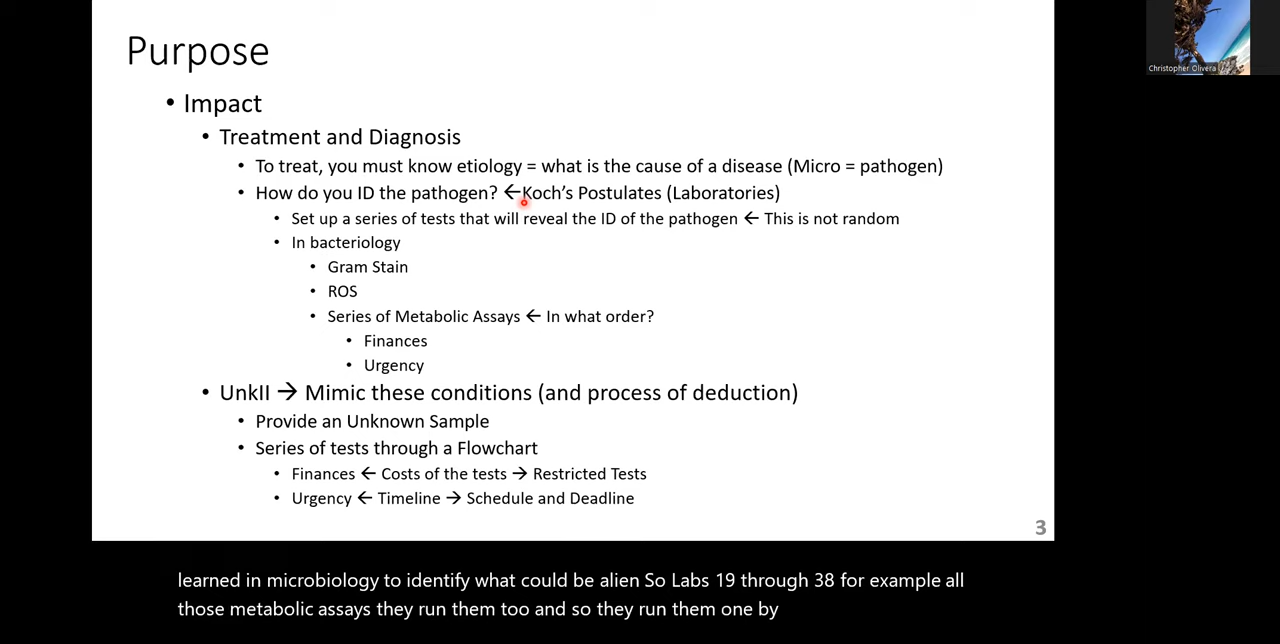 Purpose
• Impact
• Treatment and Diagnosis
• To treat, you must know etiology = what is the cause of a disease (Micro = pathogen)
• How do you ID the pathogen? ←Koch's Postulates (Laboratories)
• Set up a series of tests that will reveal the ID of the pathogen ← This is not random
• In bacteriology
• Gram Stain
• ROS
• Series of Metabolic Assays ← In what order?
• Finances
• Urgency
• UnkII → Mimic these conditions (and process of deduction)
• Provide an Unknown Sample
• Series of tests through a Flowchart
• Finances ← Costs of the tests → Restricted Tests
• Urgency ← Timeline → Schedule and Deadline
3
Christopher Olivera
learned in microbiology to identify what could be alien So Labs 19 through 38 for example all
those metabolic assays they run them too and so they run them one by